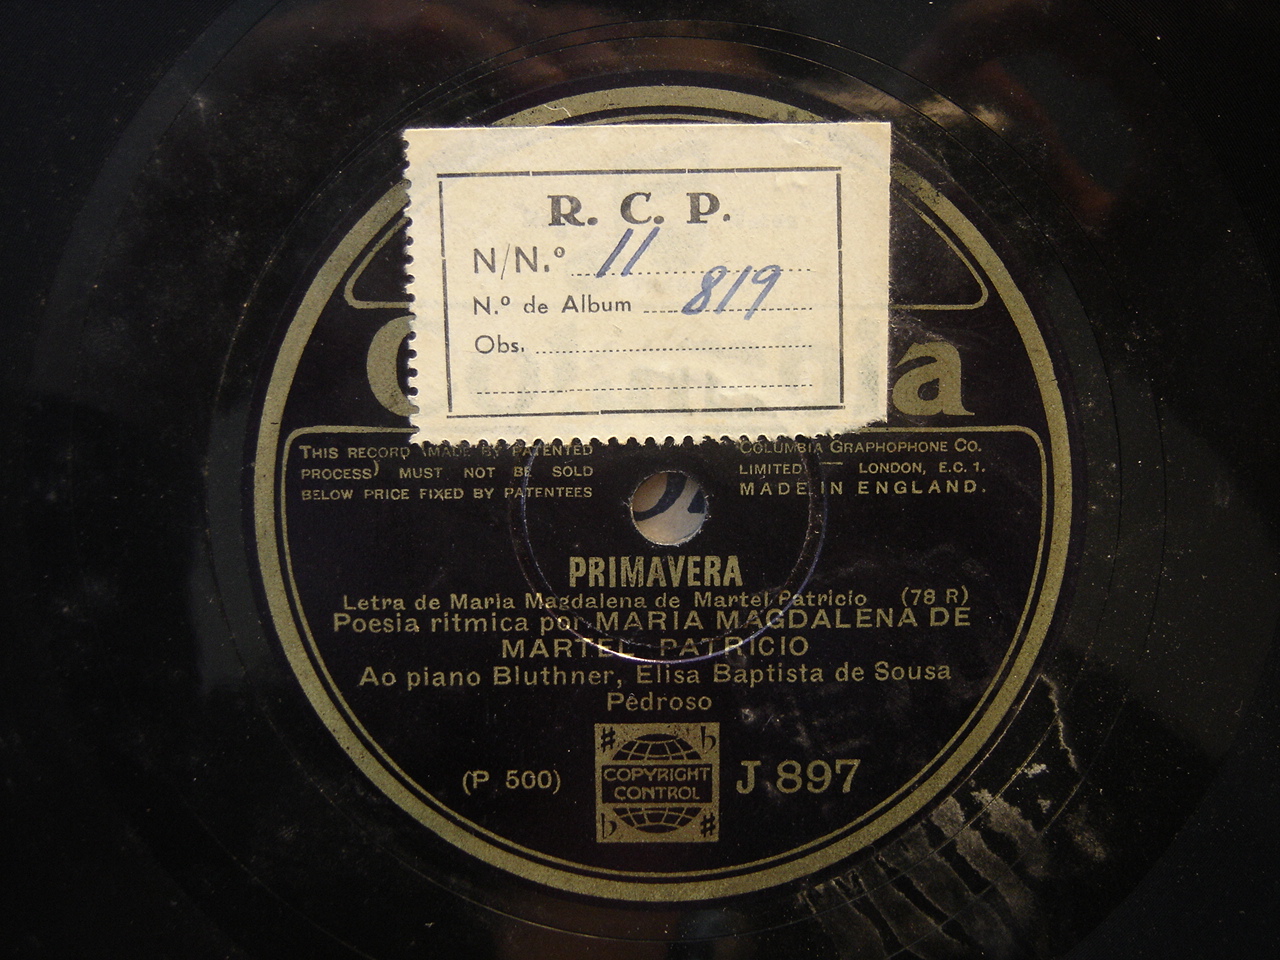 R. C. P.
N/N.º 11
N.º de Album 819
Obs.
THIS RECORD (MADE BY PATENTED
PROCESS) MUST NOT BE SOLD
BELOW PRICE FIXED BY PATENTEES
COLUMBIA GRAPHOPHONE CO.
LIMITED — LONDON, E.C.1.
MADE IN ENGLAND.
PRIMAVERA
Letra de Maria Magdalena de Martel Patricio (78 R)
Poesia ritmica por MARIA MAGDALENA DE
MARTEL PATRICIO
Ao piano Bluthner, Elisa Baptista de Sousa
Pedroso
(P 500)
COPYRIGHT
CONTROL
J 897